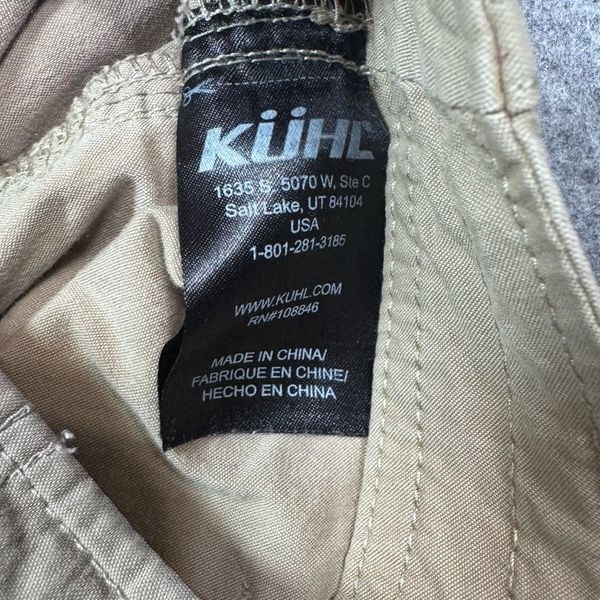 KÜHL
1635 S. 5070 W, Ste C
Salt Lake, UT 84104
USA
1-801-281-3185
WWW.KUHL.COM
RN#108846
MADE IN CHINA/
FABRIQUE EN CHINE/
HECHO EN CHINA